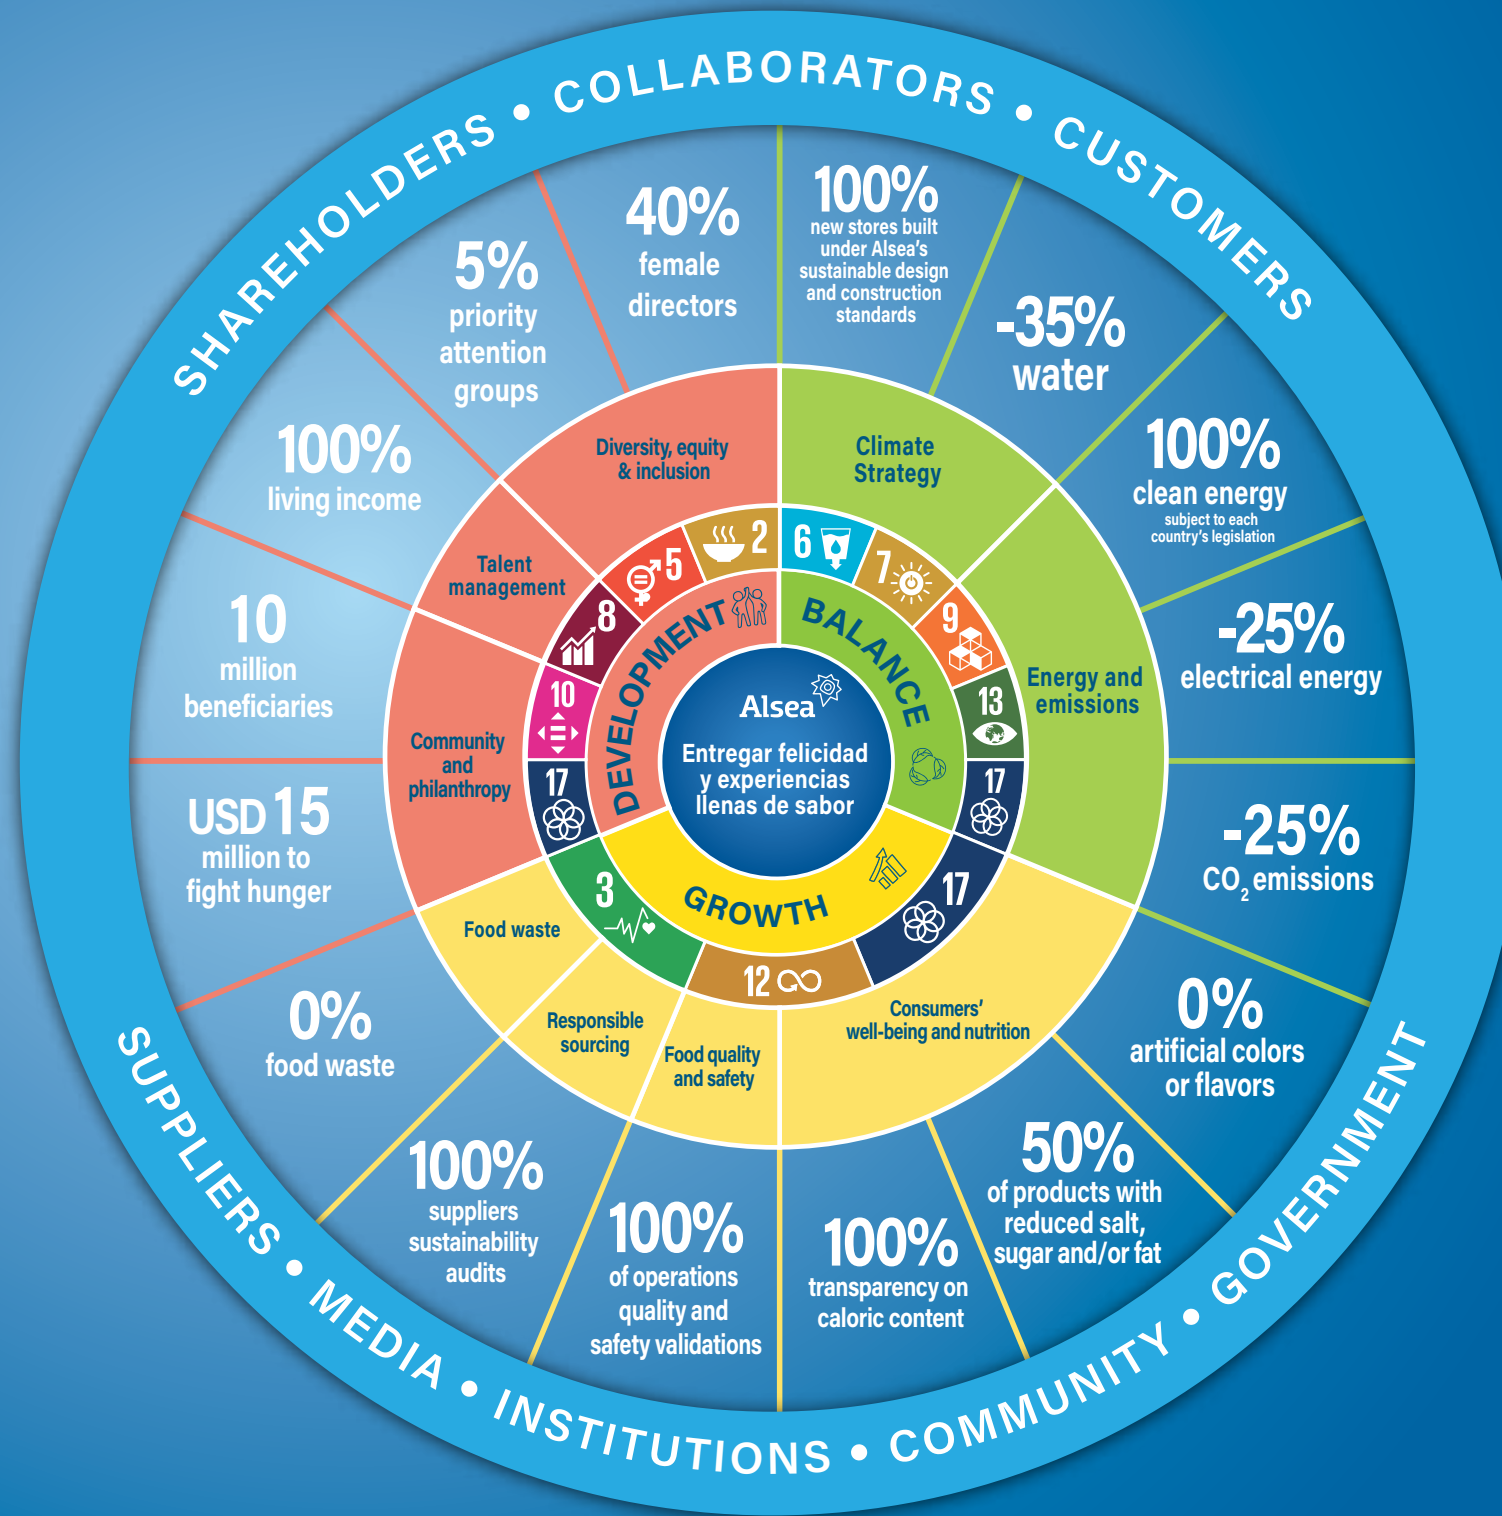 SHAREHOLDERS • COLLABORATORS • CUSTOMERS
SUPPLIERS • MEDIA • INSTITUTIONS • COMMUNITY • GOVERNMENT
100%
new stores built
under Alsea's
sustainable design
and construction
standards
-35%
water
100%
clean energy
subject to each
country's legislation
-25%
electrical energy
-25%
CO2 emissions
0%
artificial colors
or flavors
50%
of products with
reduced salt,
sugar and/or fat
100%
transparency on
caloric content
100%
of operations
quality and
safety validations
100%
suppliers
sustainability
audits
0%
food waste
USD 15
million to
fight hunger
10
million
beneficiaries
100%
living income
5%
priority
attention
groups
40%
female
directors
Climate
Strategy
Energy and
emissions
Consumers'
well-being and nutrition
Food quality
and safety
Responsible
sourcing
Food waste
Community
and
philanthropy
Talent
management
Diversity, equity
& inclusion
6
7
9
13
17
17
12
3
17
10
8
5
2
BALANCE
GROWTH
DEVELOPMENT
Alsea
Entregar felicidad
y experiencias
llenas de sabor